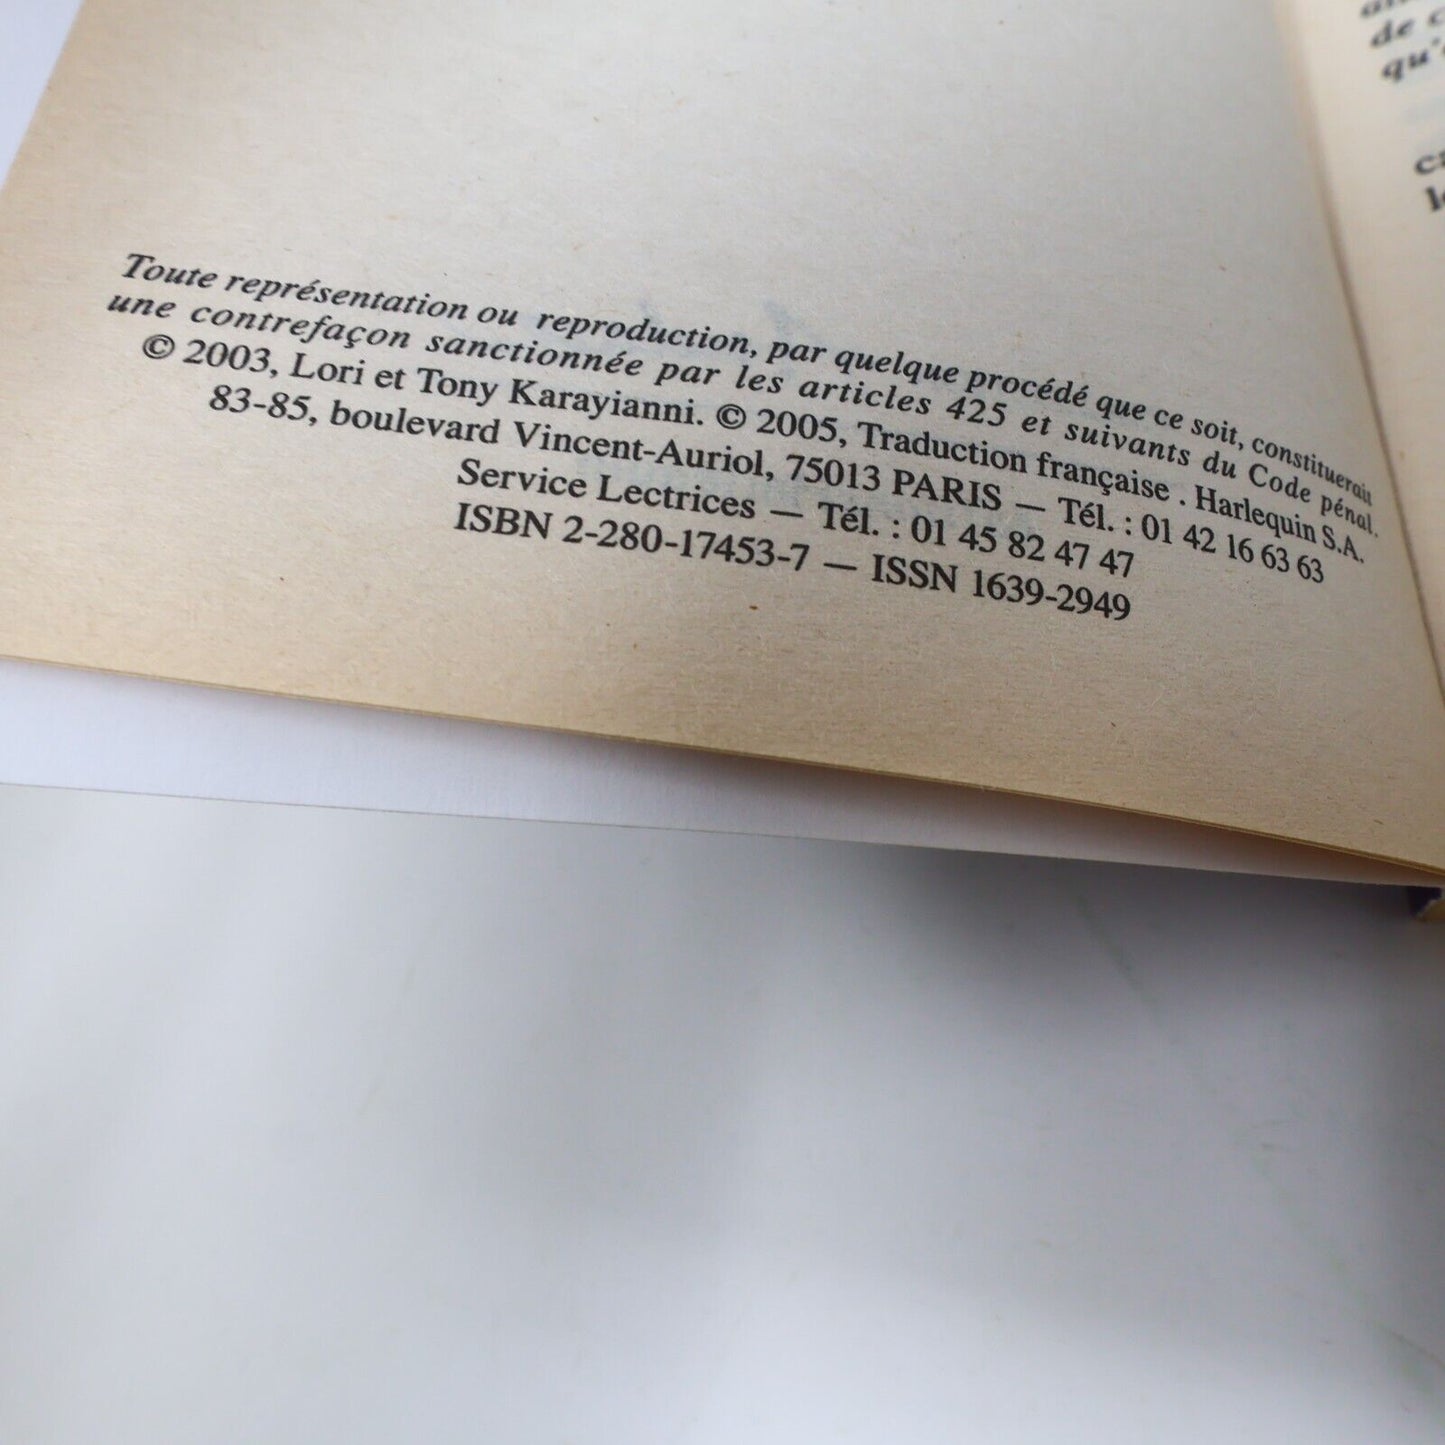 Toute représentation ou reproduction, par quelque procédé que ce soit, constituerait
une contrefaçon sanctionnée par les articles 425 et suivants du Code pénal.
© 2003, Lori et Tony Karayianni. © 2005, Traduction française . Harlequin S.A.
83-85, boulevard Vincent-Auriol, 75013 PARIS — Tél. : 01 42 16 63 63
Service Lectrices — Tél. : 01 45 82 47 47
ISBN 2-280-17453-7 — ISSN 1639-2949
de c
qu'